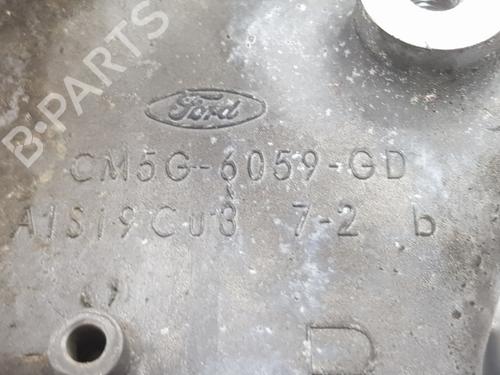 B-PARTS
Ford
CM5G-6059-GD
AlSi9Cu3 7-2 b
D